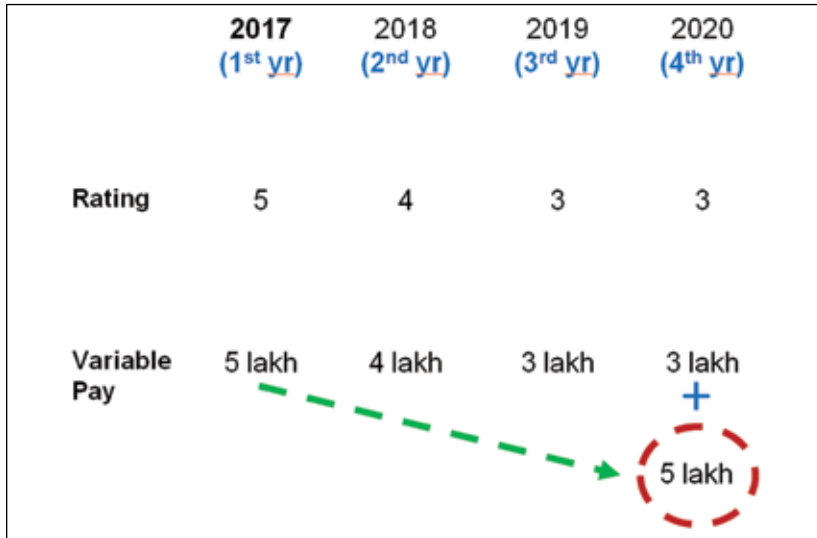 2017 2018 2019 2020
(1st yr) (2nd yr) (3rd yr) (4th yr)
Rating 5 4 3 3
Variable 5 lakh 4 lakh 3 lakh 3 lakh
Pay +
5 lakh